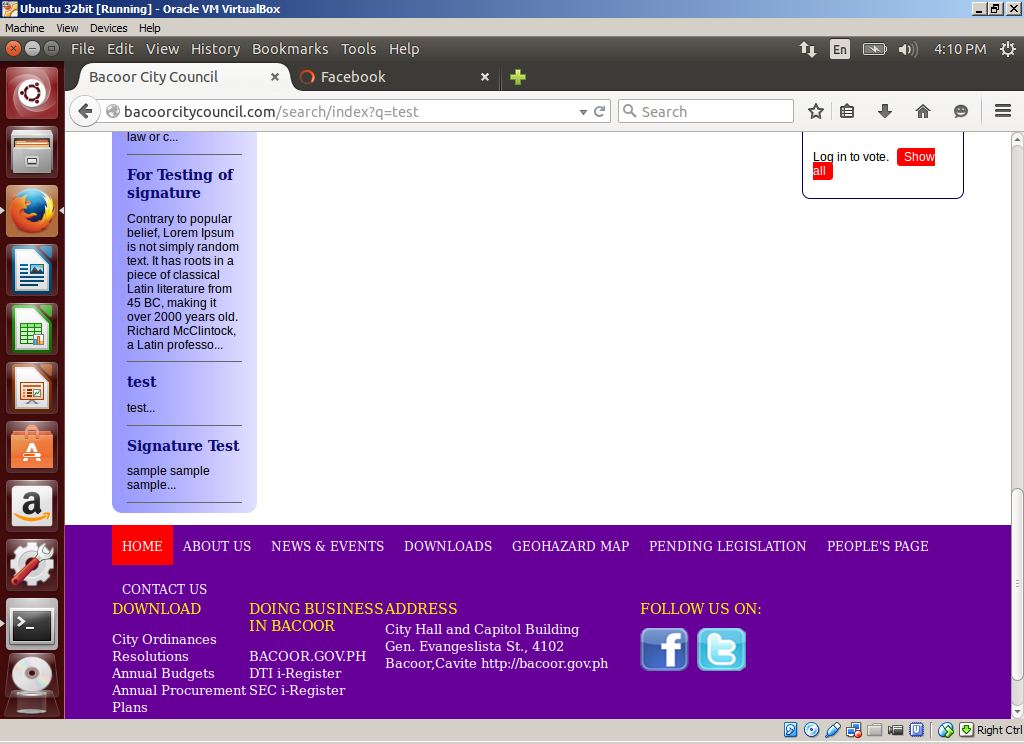 Ubuntu 32bit [Running] - Oracle VM VirtualBox
Machine View Devices Help
File Edit View History Bookmarks Tools Help
En 4:10 PM
Bacoor City Council Facebook
bacoorcitycouncil.com/search/index?q=test Search
law or c...
For Testing of
signature
Contrary to popular
belief, Lorem Ipsum
is not simply random
text. It has roots in a
piece of classical
Latin literature from
45 BC, making it
over 2000 years old.
Richard McClintock,
a Latin professo...
test
test...
Signature Test
sample sample
sample...
Log in to vote. Show
all
HOME ABOUT US NEWS & EVENTS DOWNLOADS GEOHAZARD MAP PENDING LEGISLATION PEOPLE'S PAGE
CONTACT US
DOWNLOAD
City Ordinances
Resolutions
Annual Budgets
Annual Procurement
Plans
DOING BUSINESS
IN BACOOR
BACOOR.GOV.PH
DTI i-Register
SEC i-Register
ADDRESS
City Hall and Capitol Building
Gen. Evangeslista St., 4102
Bacoor,Cavite http://bacoor.gov.ph
FOLLOW US ON:
Right Ctrl